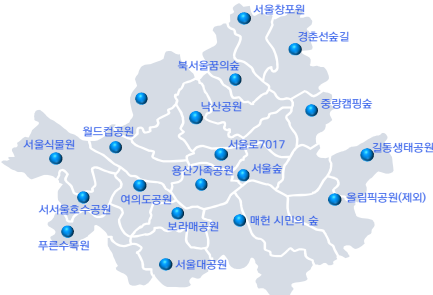 서울창포원
경춘선숲길
북서울꿈의숲
중랑캠핑숲
낙산공원
월드컵공원
서울식물원
서울로7017
길동생태공원
용산가족공원
서울숲
여의도공원
올림픽공원(제외)
서서울호수공원
보라매공원
매헌 시민의 숲
푸른수목원
서울대공원